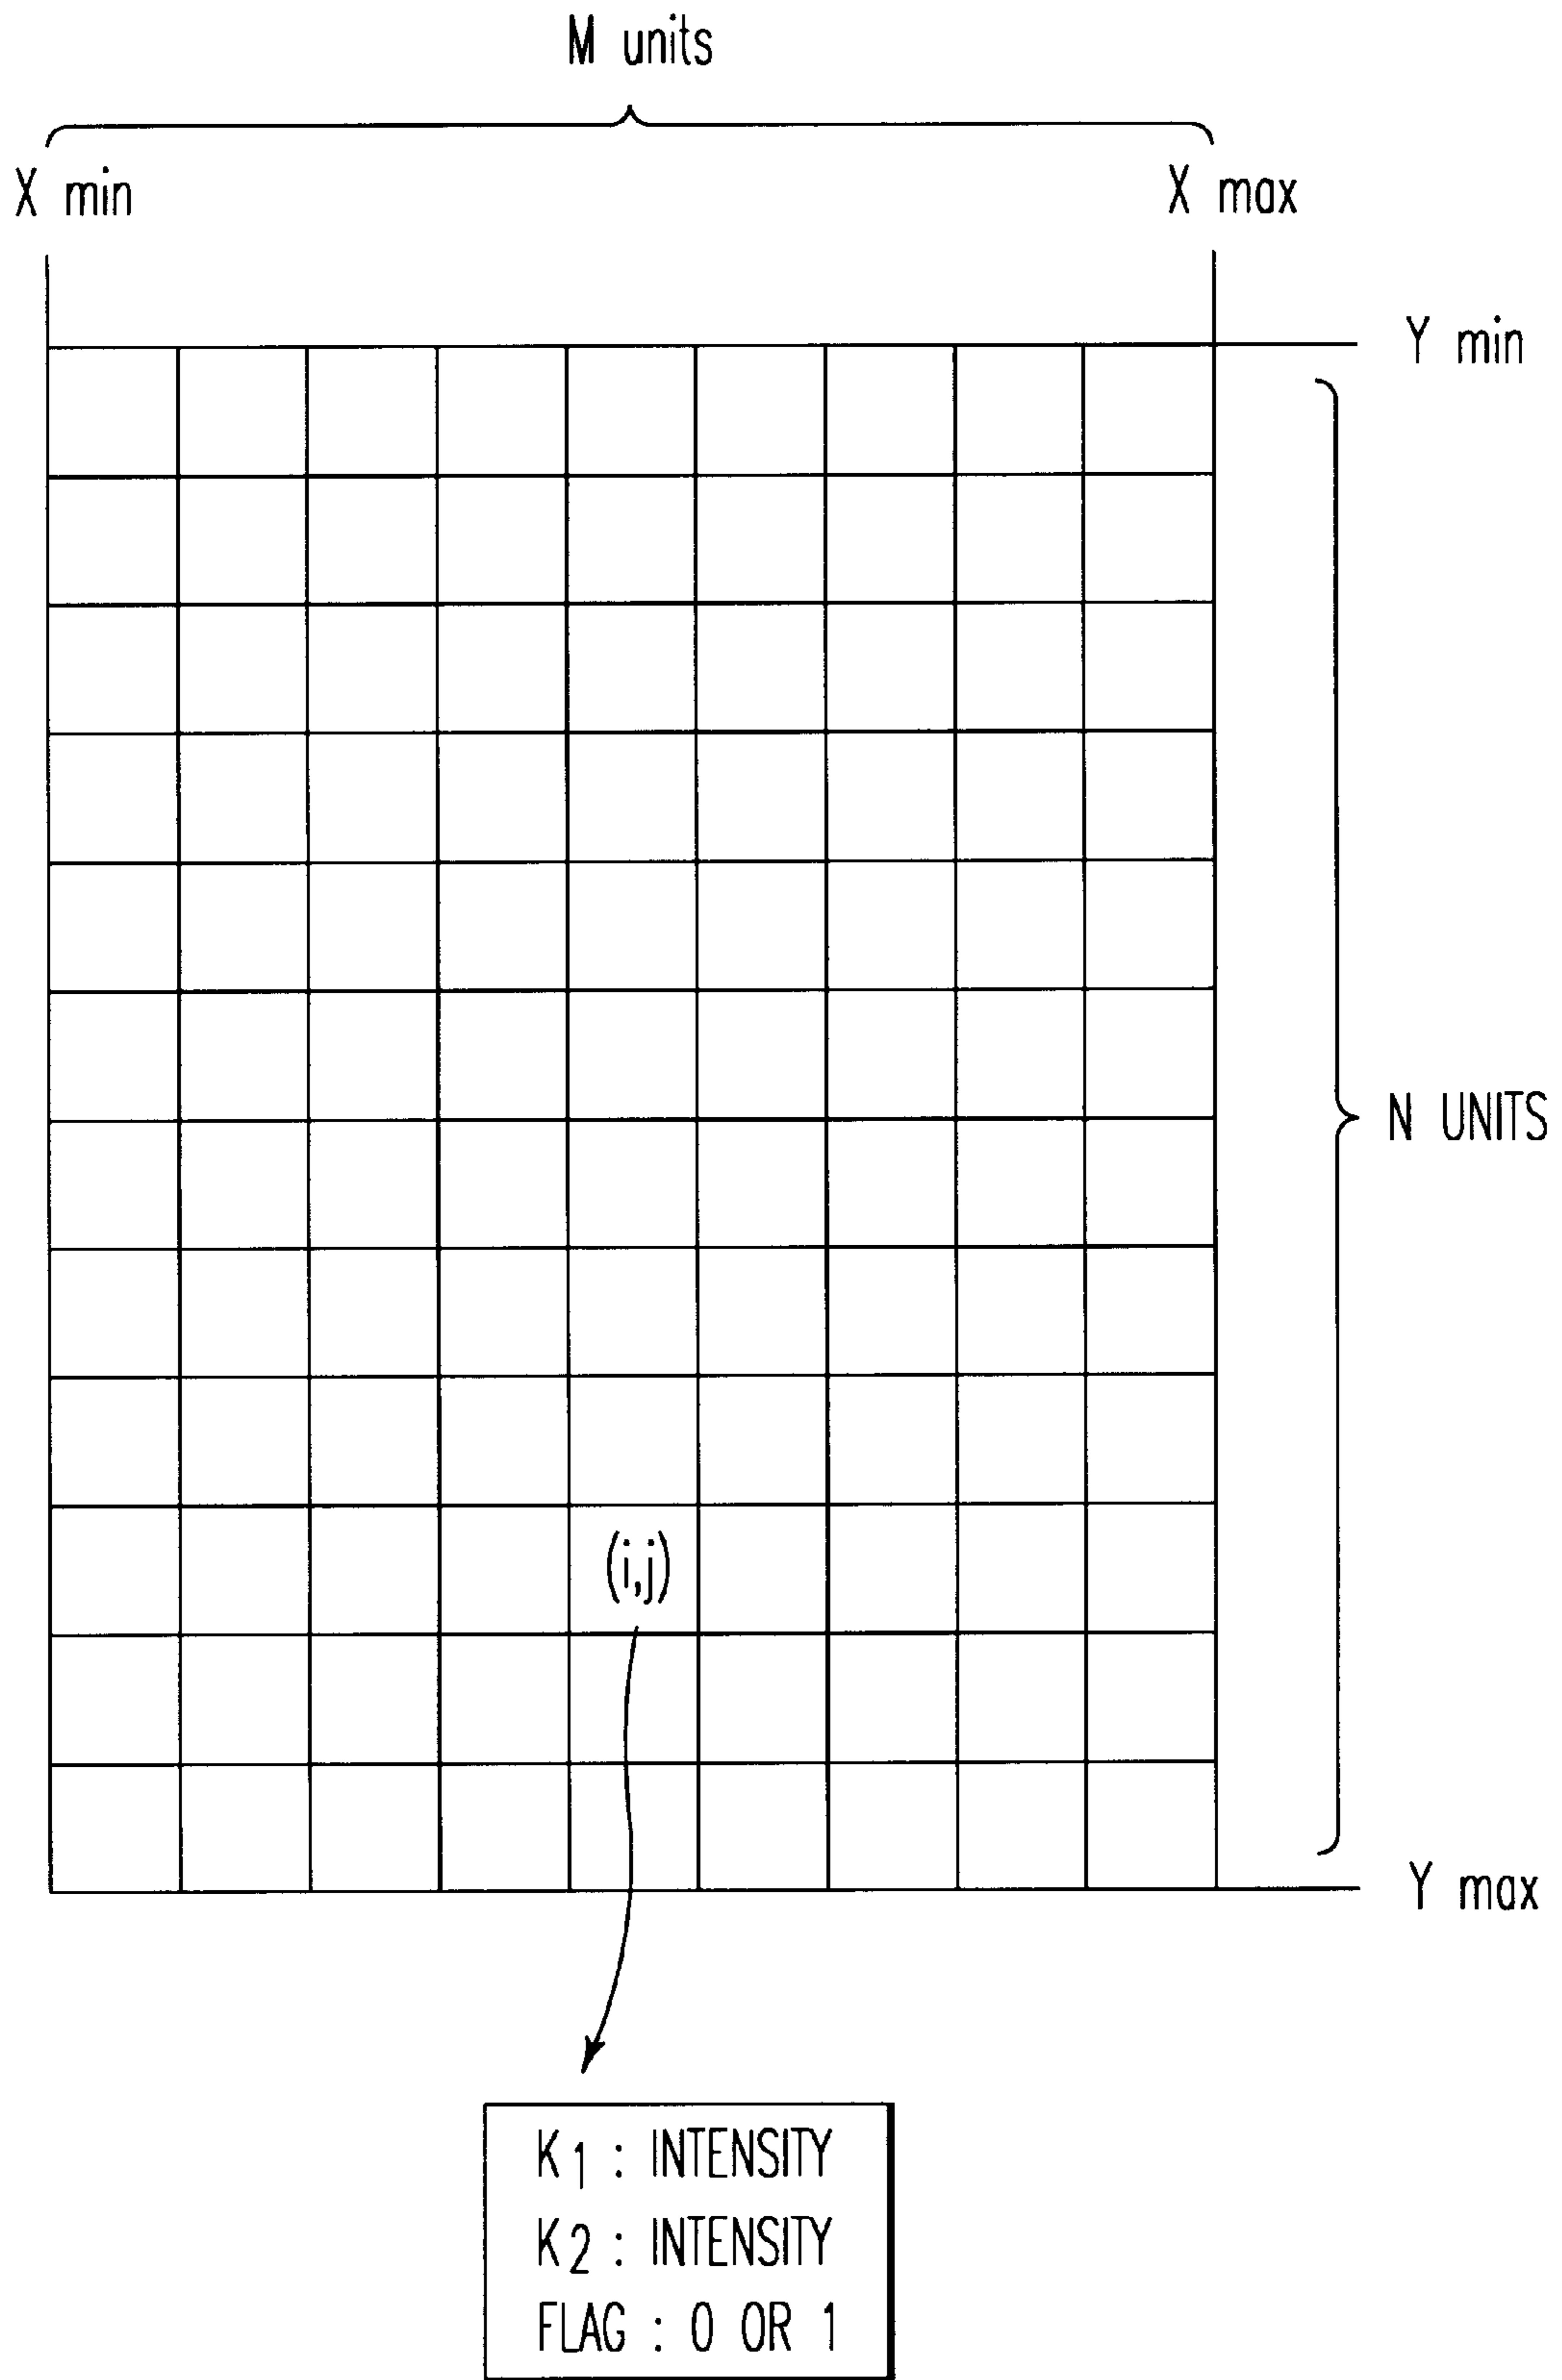 M units
X min
X max
Y min
N UNITS
(i,j)
Y max
K1 : INTENSITY
K2 : INTENSITY
FLAG : 0 OR 1